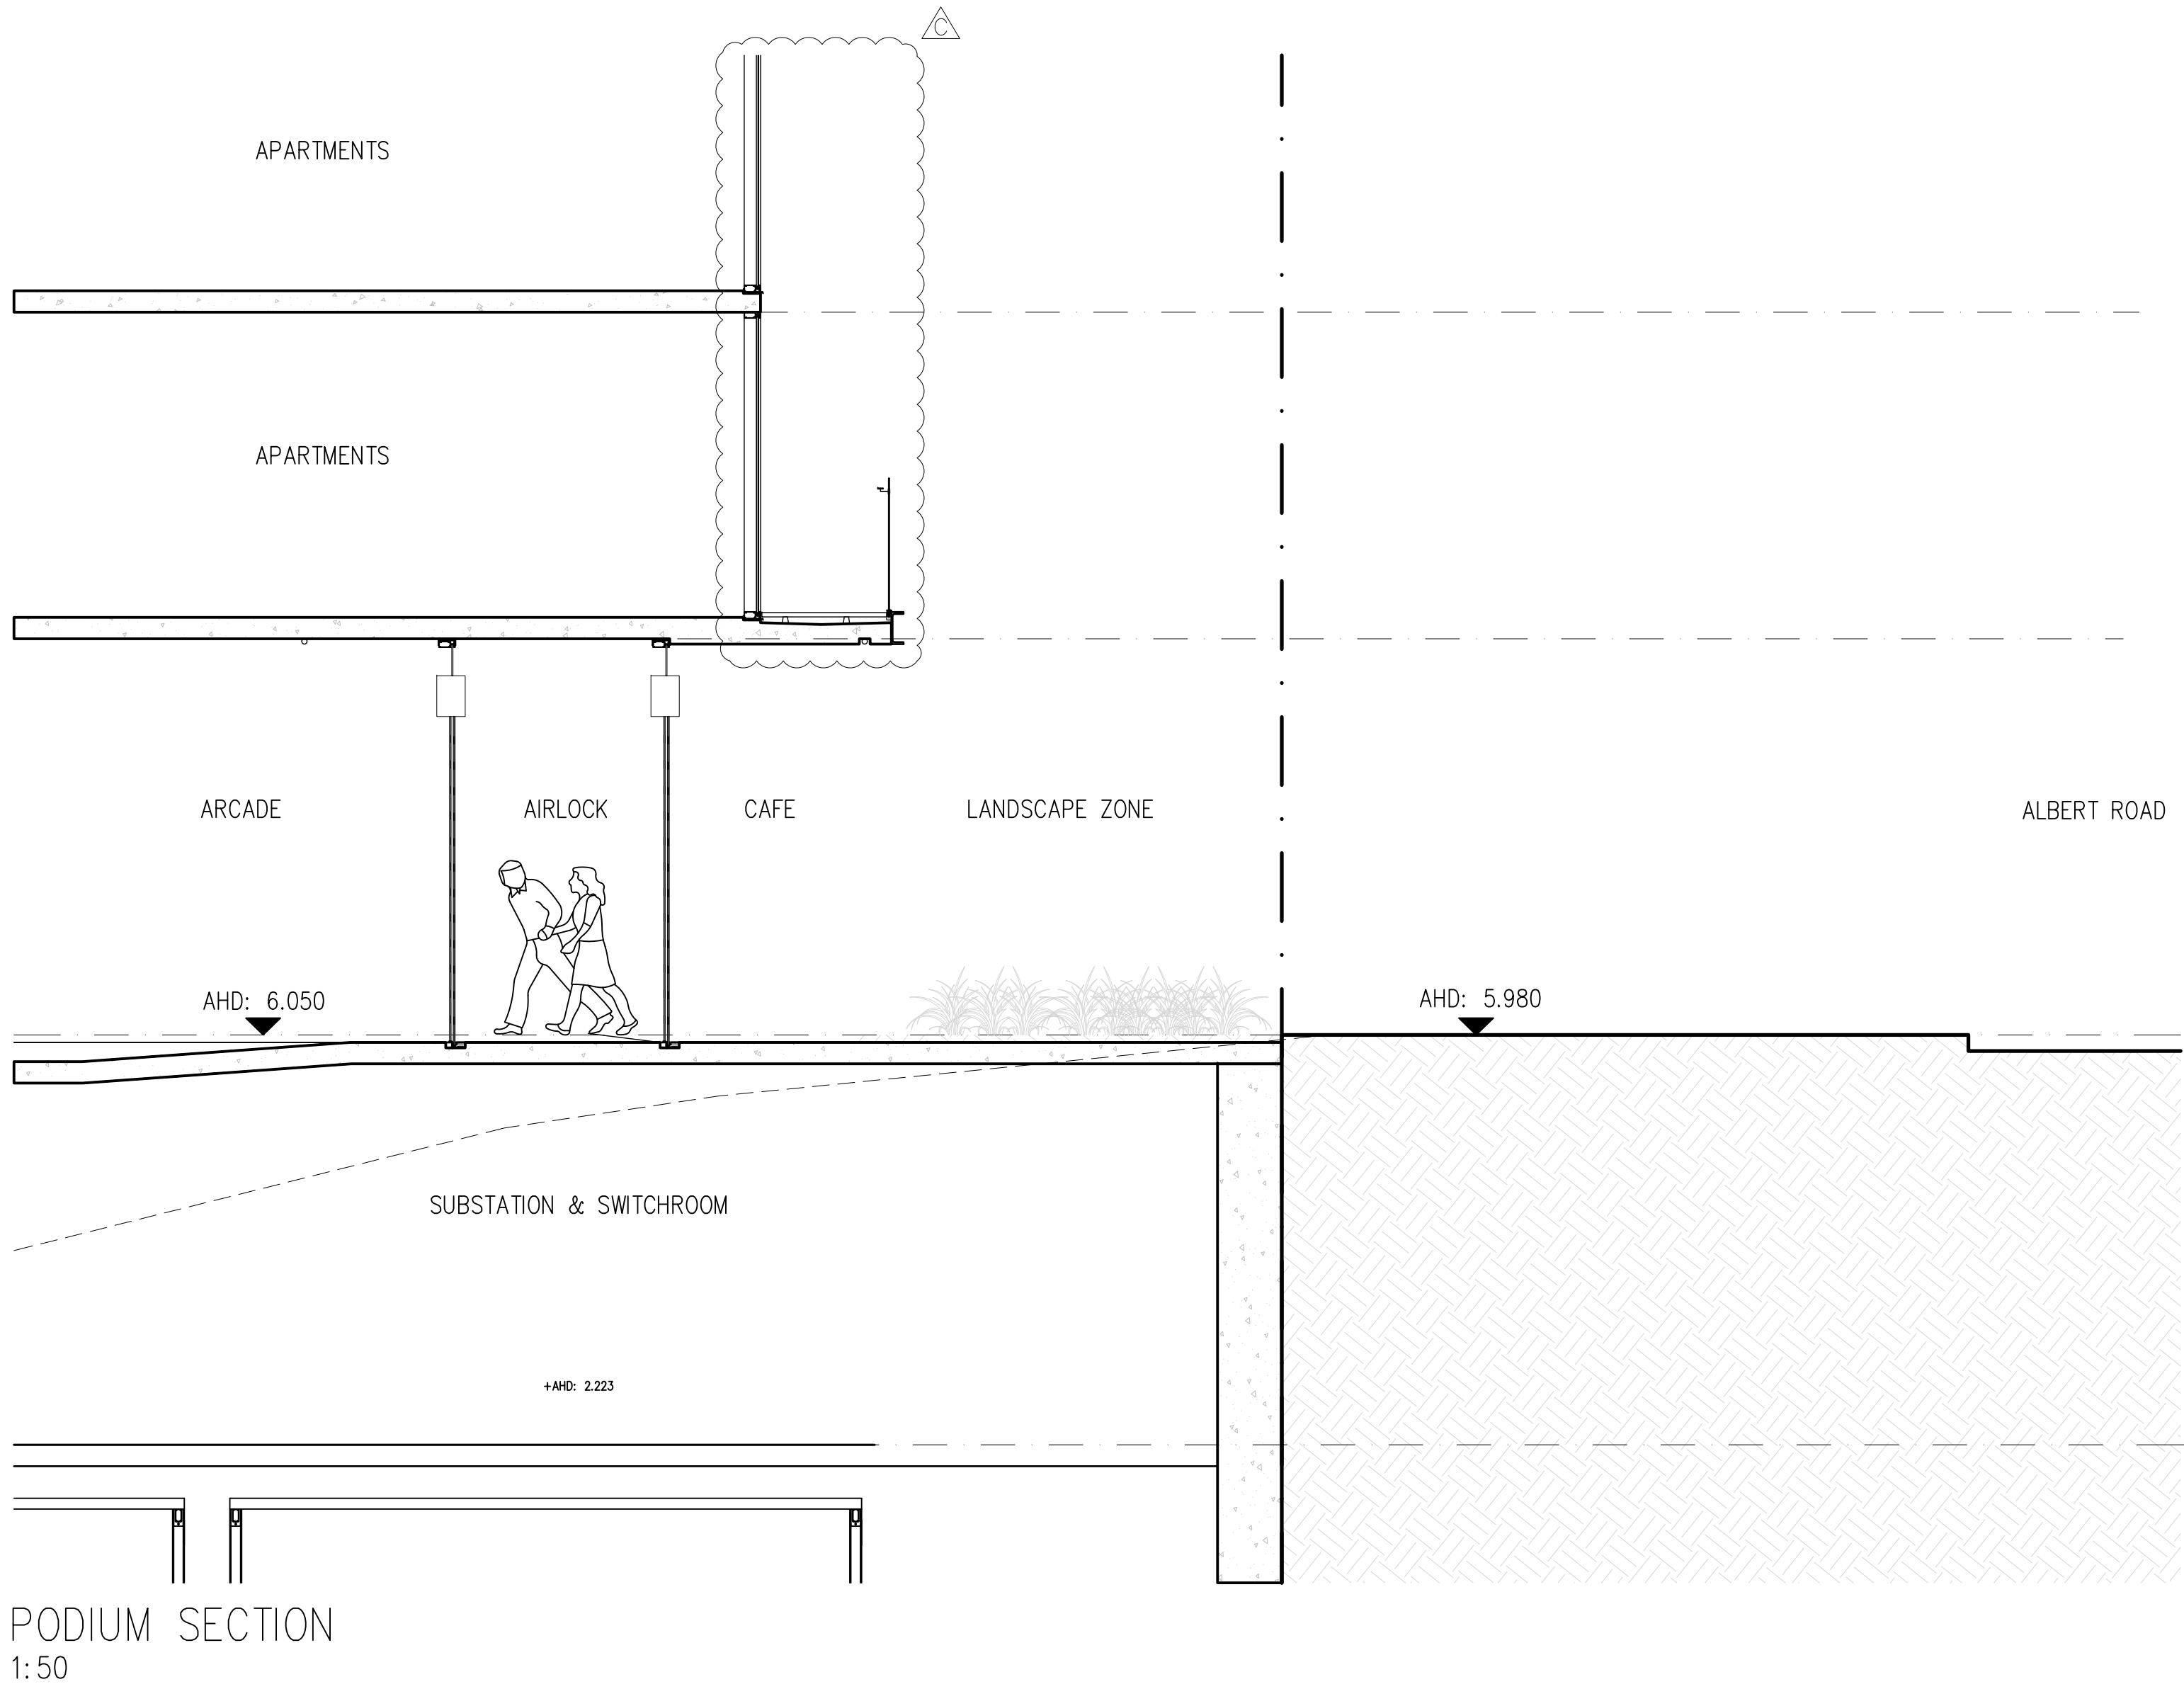 C
APARTMENTS
APARTMENTS
ARCADE AIRLOCK CAFE LANDSCAPE ZONE ALBERT ROAD
AHD: 6.050 AHD: 5.980
SUBSTATION & SWITCHROOM
+AHD: 2.223
PODIUM SECTION
1:50